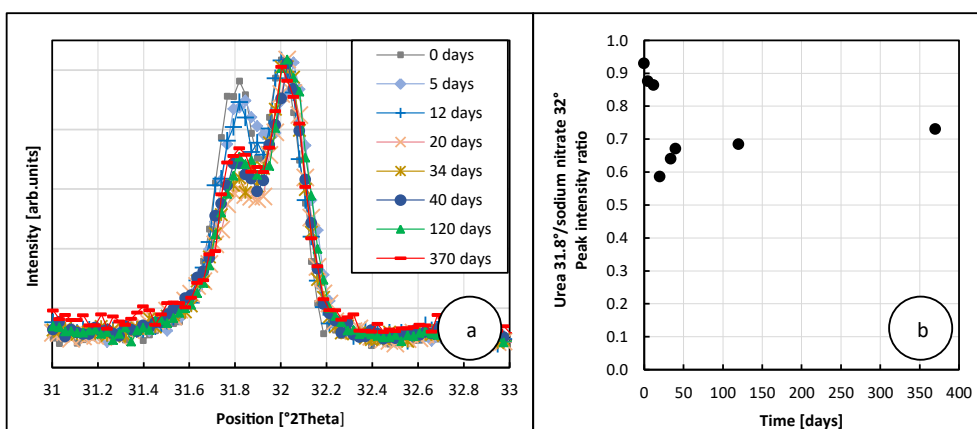 Intensity [arb.units]
0 days
5 days
12 days
20 days
34 days
40 days
120 days
370 days
a
31 31.2 31.4 31.6 31.8 32 32.2 32.4 32.6 32.8 33
Position [°2Theta]
Urea 31.8°/sodium nitrate 32°
Peak intensity ratio
1.0
0.9
0.8
0.7
0.6
0.5
0.4
0.3
0.2
0.1
0.0
b
0 50 100 150 200 250 300 350 400
Time [days]